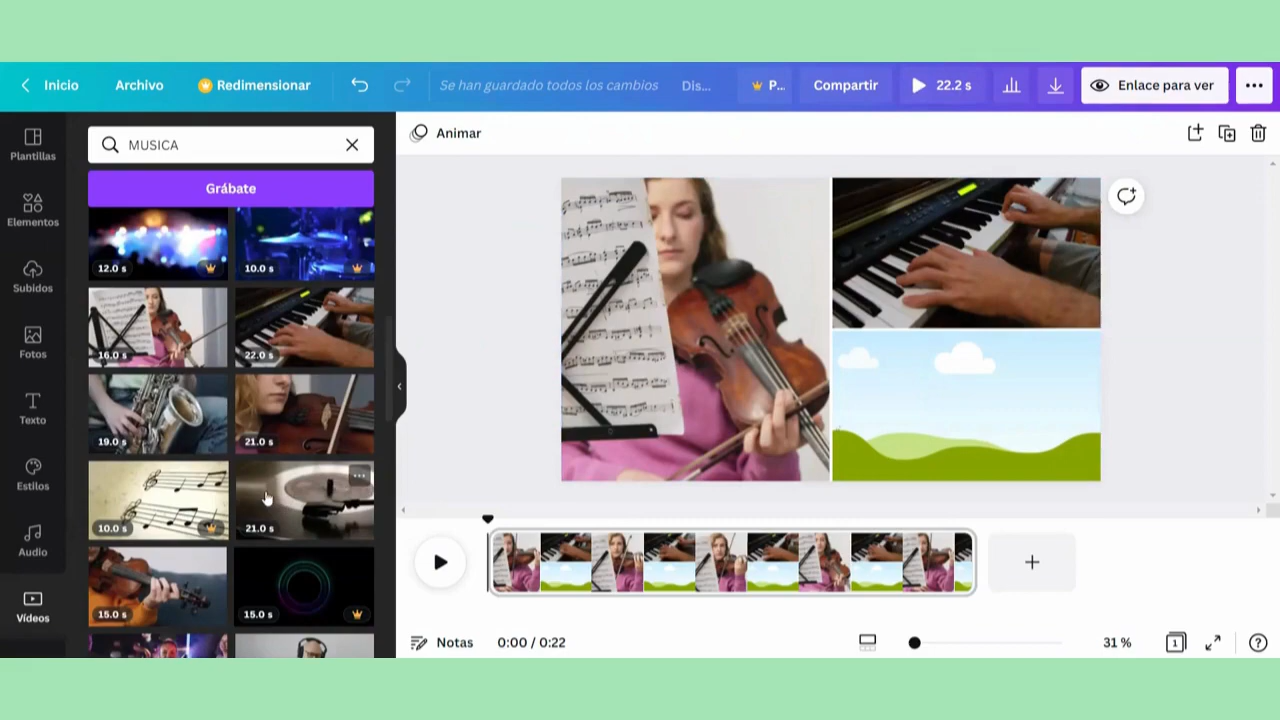 Inicio
Archivo
Redimensionar
Se han guardado todos los cambios
Dis...
P...
Compartir
22.2 s
Enlace para ver
Plantillas
Elementos
Subidos
Fotos
Texto
Estilos
Audio
Vídeos
MUSICA
Grábate
12.0 s
10.0 s
16.0 s
22.0 s
19.0 s
21.0 s
10.0 s
21.0 s
15.0 s
15.0 s
Animar
Notas
0:00 / 0:22
31 %
1